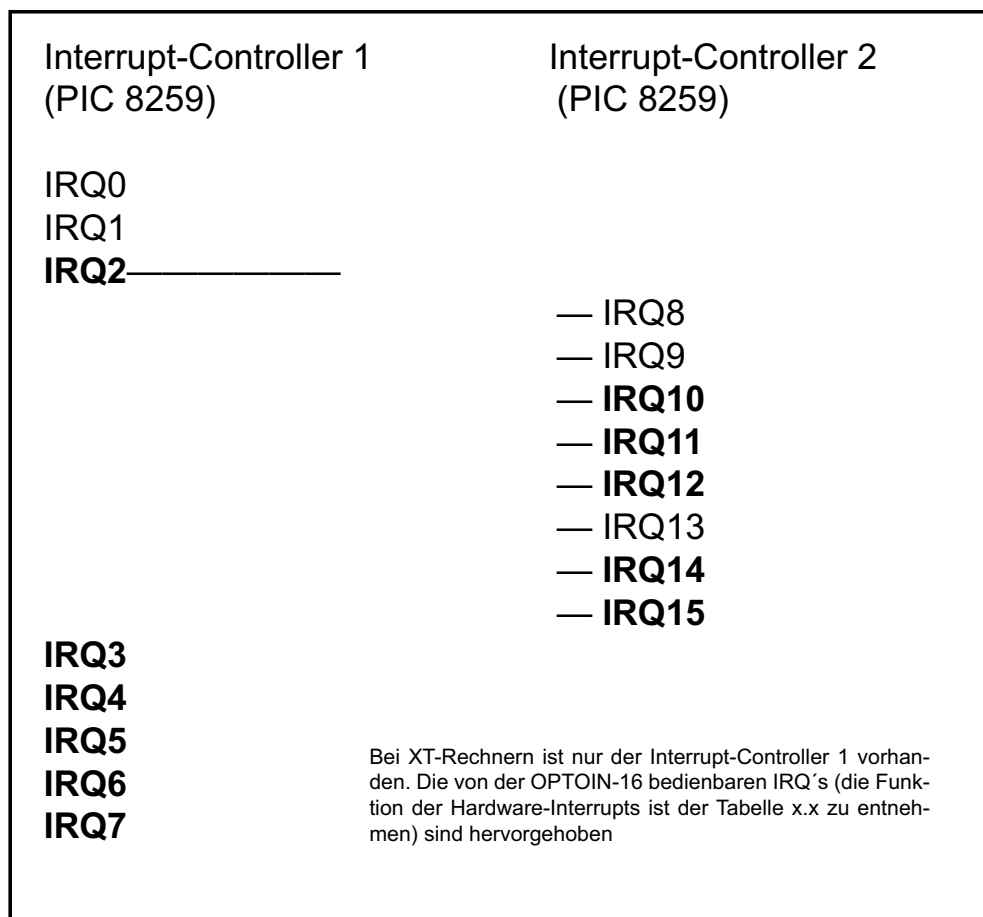 Interrupt-Controller 1
(PIC 8259)
Interrupt-Controller 2
(PIC 8259)
IRQ0
IRQ1
IRQ2——————
— IRQ8
— IRQ9
— IRQ10
— IRQ11
— IRQ12
— IRQ13
— IRQ14
— IRQ15
IRQ3
IRQ4
IRQ5
IRQ6
IRQ7
Bei XT-Rechnern ist nur der Interrupt-Controller 1 vorhan-
den. Die von der OPTOIN-16 bedienbaren IRQ´s (die Funk-
tion der Hardware-Interrupts ist der Tabelle x.x zu entneh-
men) sind hervorgehoben